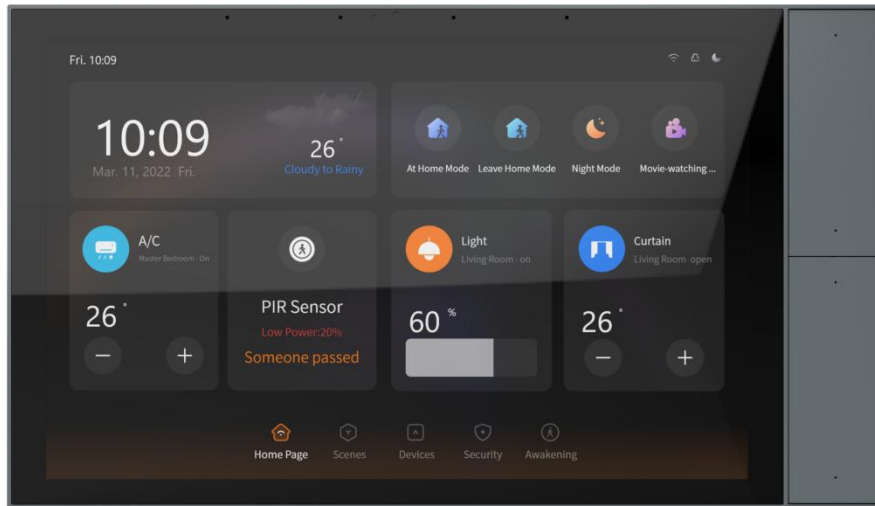 Fri. 10:09
10:09
Mar. 11, 2022 Fri.
26°
Cloudy to Rainy
At Home Mode
Leave Home Mode
Night Mode
Movie-watching ...
A/C
Master Bedroom · On
26°
− +
PIR Sensor
Low Power:20%
Someone passed
Light
Living Room · on
60 %
Curtain
Living Room·open
26°
− +
Home Page
Scenes
Devices
Security
Awakening